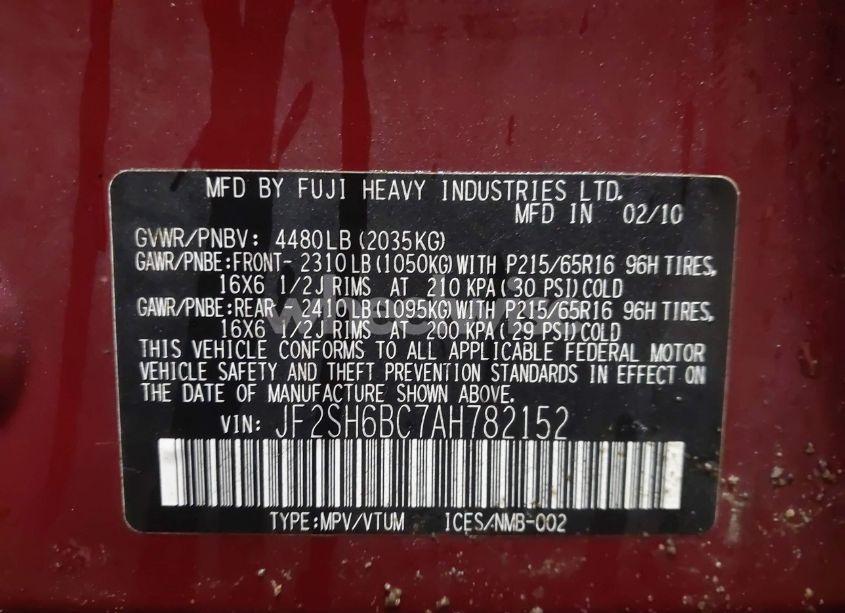 MFD BY FUJI HEAVY INDUSTRIES LTD.
MFD IN 02/10
GVWR/PNBV: 4480LB (2035KG)
GAWR/PNBE:FRONT- 2310LB(1050KG)WITH P215/65R16 96H TIRES,
16X6 1/2J RIMS AT 210 KPA(30 PSI)COLD
GAWR/PNBE:REAR- 2410LB(1095KG)WITH P215/65R16 96H TIRES,
16X6 1/2J RIMS AT 200 KPA(29 PSI)COLD
THIS VEHICLE CONFORMS TO ALL APPLICABLE FEDERAL MOTOR
VEHICLE SAFETY AND THEFT PREVENTION STANDARDS IN EFFECT ON
THE DATE OF MANUFACTURE SHOWN ABOVE.
VIN: JF2SH6BC7AH782152
TYPE:MPV/VTUM ICES/NMB-002